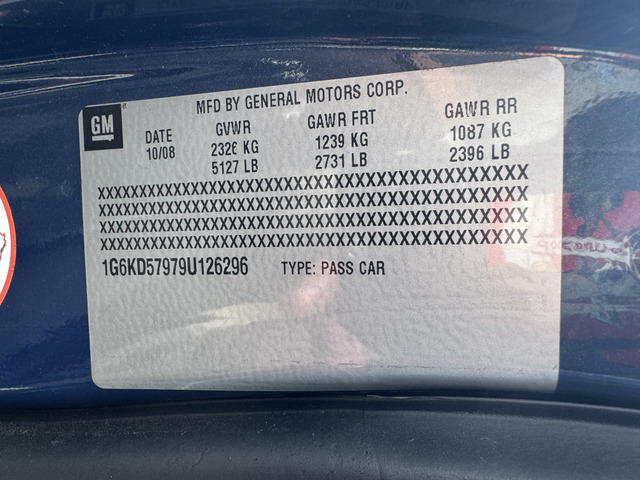 MFD BY GENERAL MOTORS CORP.
GM
DATE GVWR GAWR FRT GAWR RR
10/08 2326 KG 1239 KG 1087 KG
5127 LB 2731 LB 2396 LB
XXXXXXXXXXXXXXXXXXXXXXXXXXXXXXXXXXXXXXX
XXXXXXXXXXXXXXXXXXXXXXXXXXXXXXXXXXXXXXX
XXXXXXXXXXXXXXXXXXXXXXXXXXXXXXXXXXXXXXX
XXXXXXXXXXXXXXXXXXXXXXXXXXXXXXXXXXXXXXX
1G6KD57979U126296 TYPE: PASS CAR